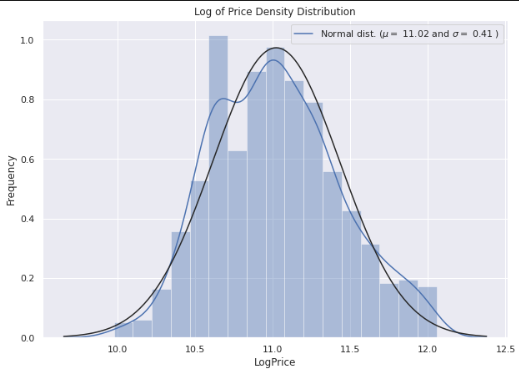 Log of Price Density Distribution
Normal dist. (μ = 11.02 and σ = 0.41 )
1.0
0.8
0.6
0.4
0.2
0.0
Frequency
10.0 10.5 11.0 11.5 12.0 12.5
LogPrice